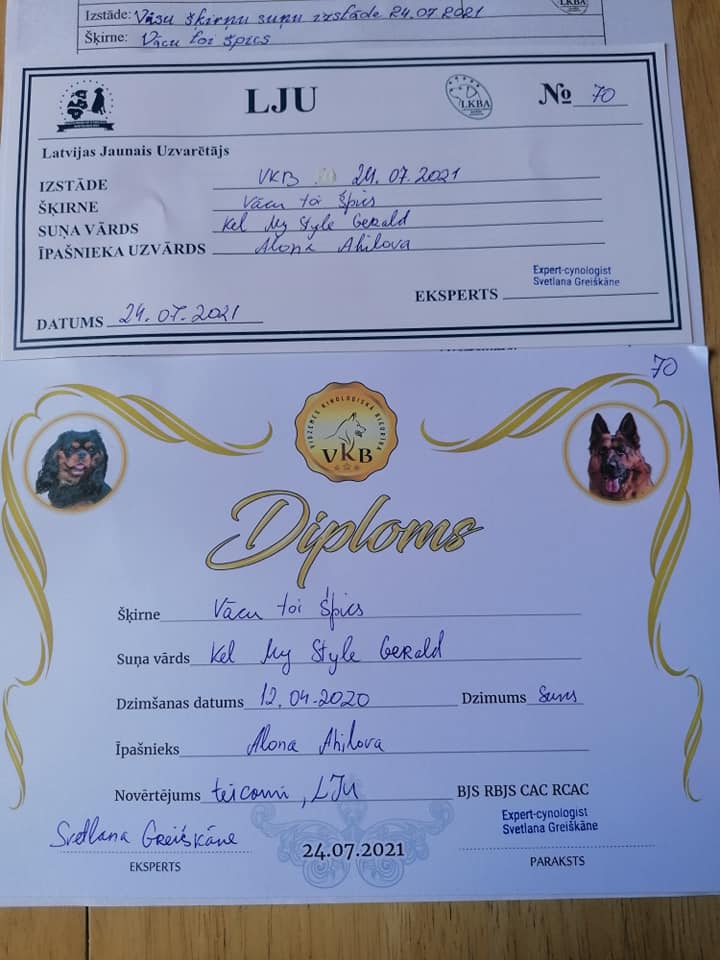 Izstāde: Visu šķirņu suņu izstāde 24.07 2021
LKBA
Šķirne: Vācu toi špics
LJU
LKBA
№ 70
Latvijas Jaunais Uzvarētājs
IZSTĀDE VKB 24.07.2021
ŠĶIRNE Vācu toi Špics
SUŅA VĀRDS Kel My Style Gerald
ĪPAŠNIEKA UZVĀRDS Alona Ahilova
Expert-cynologist
Svetlana Greiškāne
EKSPERTS
DATUMS 24.07.2021
70
VIDZEMES KINOLOĢISKĀ BIEDRĪBA
VKB
Diploms
Šķirne Vācu toi Špics
Suņa vārds Kel My Style Gerald
Dzimšanas datums 12.04.2020 Dzimums Suns
Īpašnieks Alona Ahilova
Novērtējums teicami, LJU BJS RBJS CAC RCAC
Expert-cynologist
Svetlana Greiškāne
Svetlana Greiškāne
24.07.2021
EKSPERTS
PARAKSTS